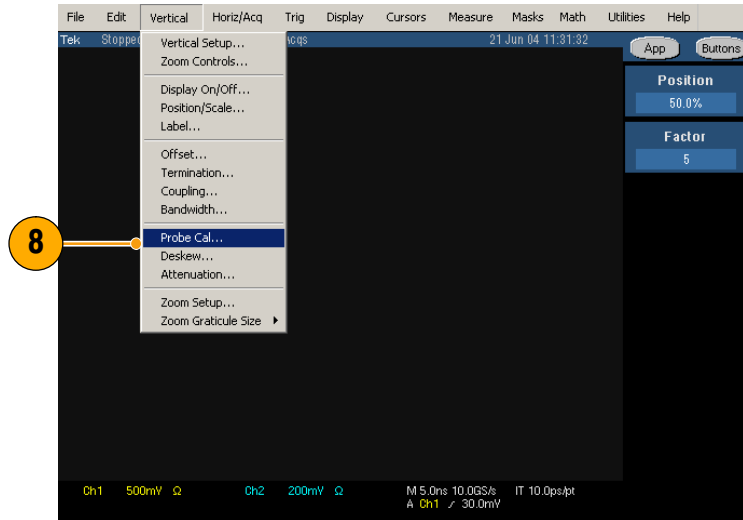 File Edit Vertical Horiz/Acq Trig Display Cursors Measure Masks Math Utilities Help
Tek Stopped Acqs 21 Jun 04 11:31:32
App Buttons
Vertical Setup...
Zoom Controls...
Display On/Off...
Position/Scale...
Label...
Offset...
Termination...
Coupling...
Bandwidth...
Probe Cal...
Deskew...
Attenuation...
Zoom Setup...
Zoom Graticule Size
8
Position
50.0%
Factor
5
Ch1 500mV Ω Ch2 200mV Ω M 5.0ns 10.0GS/s IT 10.0ps/pt
A Ch1 / 30.0mV